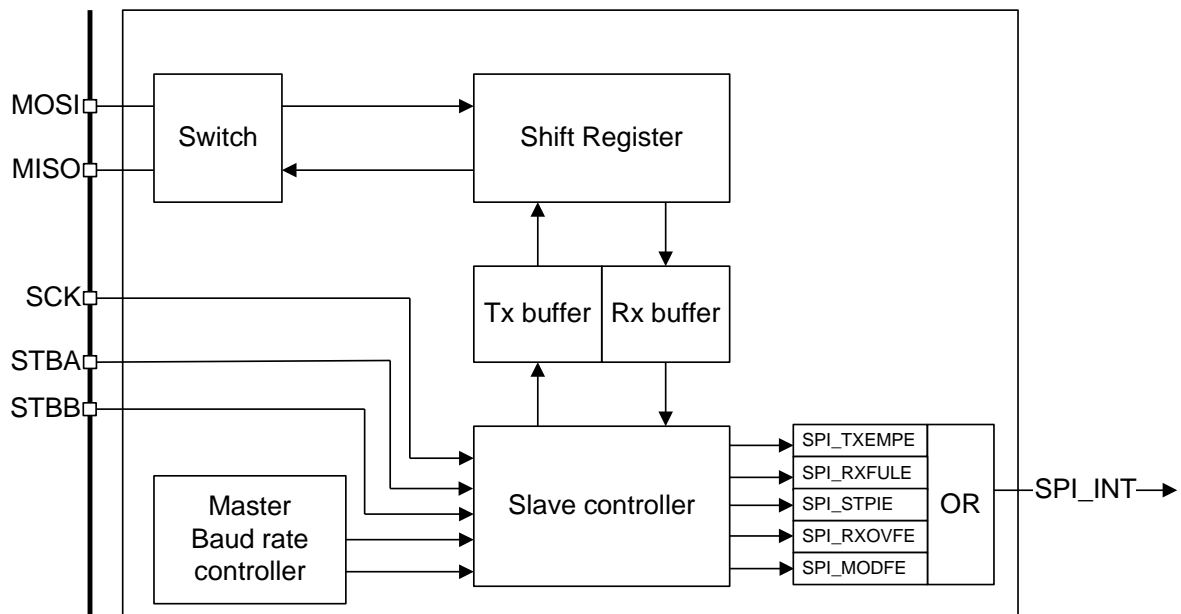 MOSI
MISO
SCK
STBA
STBB
Switch
Shift Register
Tx buffer
Rx buffer
Master
Baud rate
controller
Slave controller
SPI_TXEMPE
SPI_RXFULE
SPI_STPIE
SPI_RXOVFE
SPI_MODFE
OR
SPI_INT